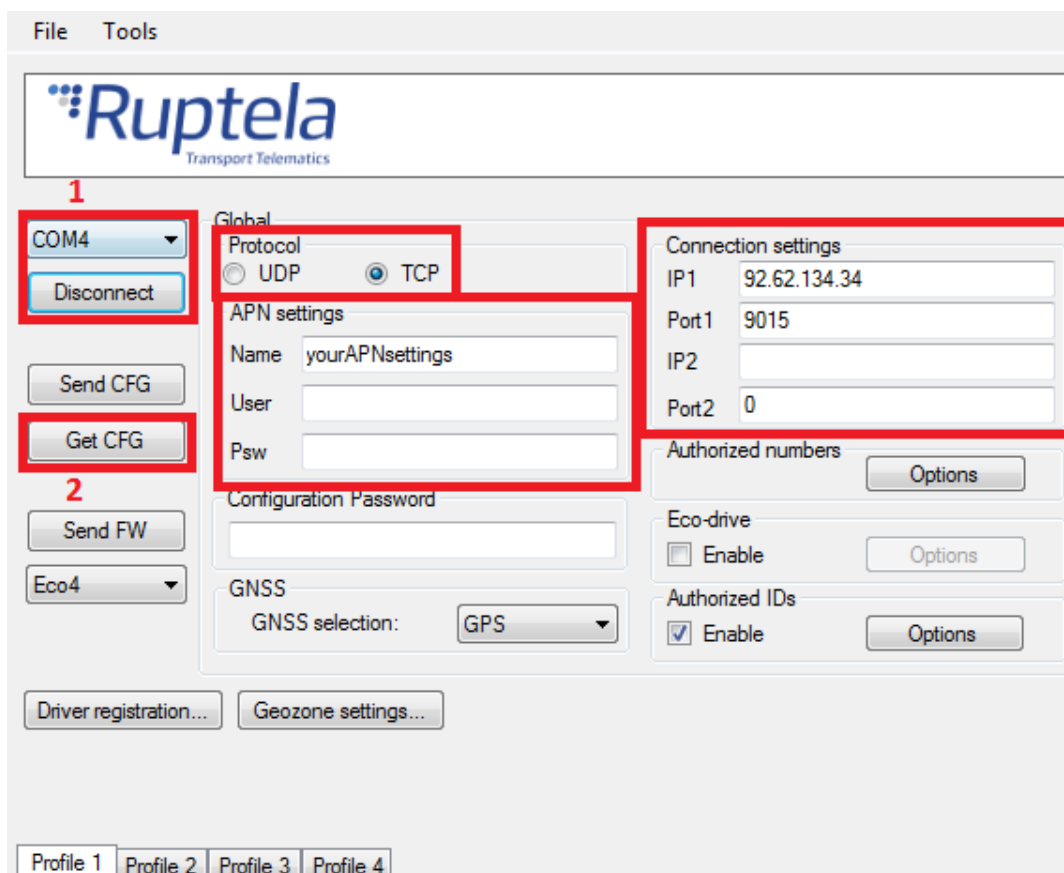 File Tools
Ruptela
Transport Telematics
1
COM4
Disconnect
Send CFG
Get CFG
2
Send FW
Eco4
Global
Protocol
UDP TCP
APN settings
Name yourAPNsettings
User
Psw
Configuration Password
GNSS
GNSS selection: GPS
Connection settings
IP1 92.62.134.34
Port1 9015
IP2
Port2 0
Authorized numbers
Options
Eco-drive
Enable Options
Authorized IDs
Enable Options
Driver registration... Geozone settings...
Profile 1 Profile 2 Profile 3 Profile 4